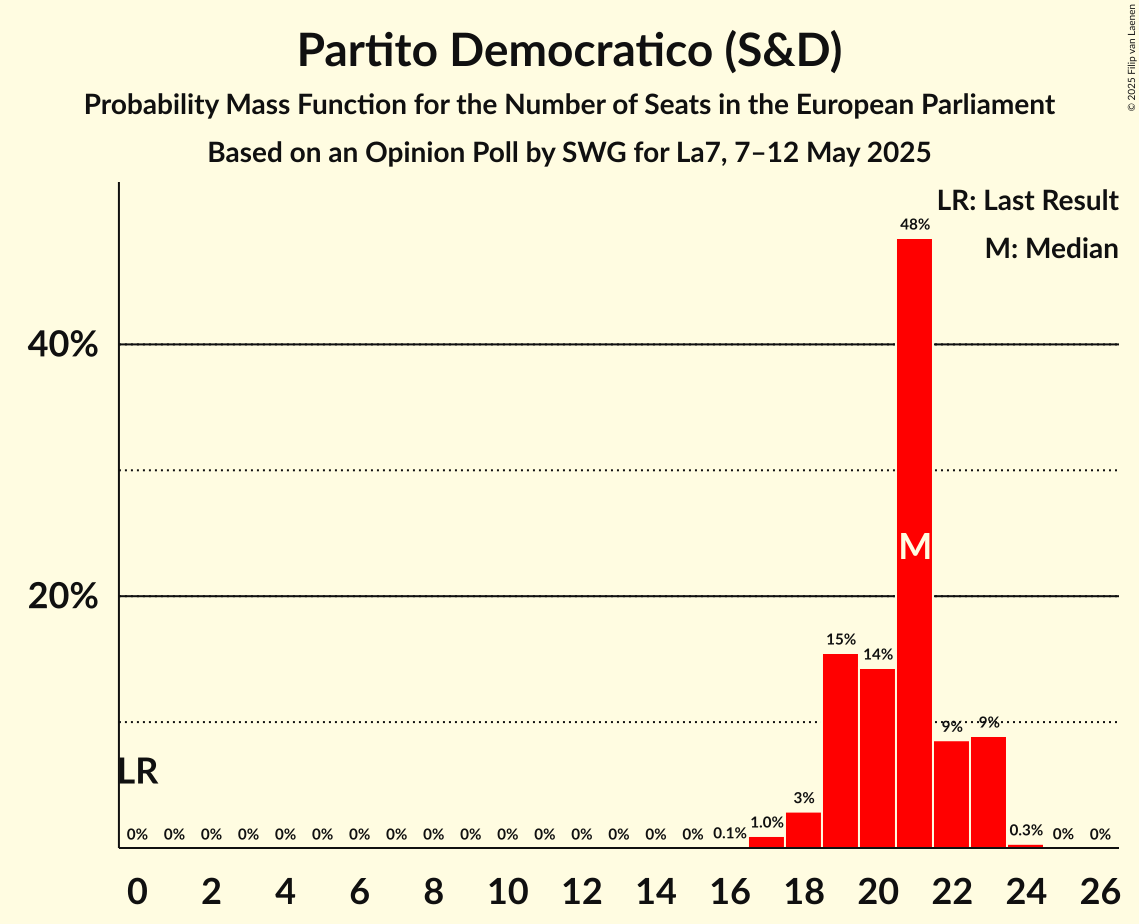 Partito Democratico (S&D)
Probability Mass Function for the Number of Seats in the European Parliament
Based on an Opinion Poll by SWG for La7, 7–12 May 2025
© 2025 Filip van Laenen
LR: Last Result
M: Median
48%
40%
M
20%
15%
14%
9%
9%
LR
3%
1.0%
0% 0% 0% 0% 0% 0% 0% 0% 0% 0% 0% 0% 0% 0% 0% 0% 0.1% 0.3% 0% 0%
0 2 4 6 8 10 12 14 16 18 20 22 24 26